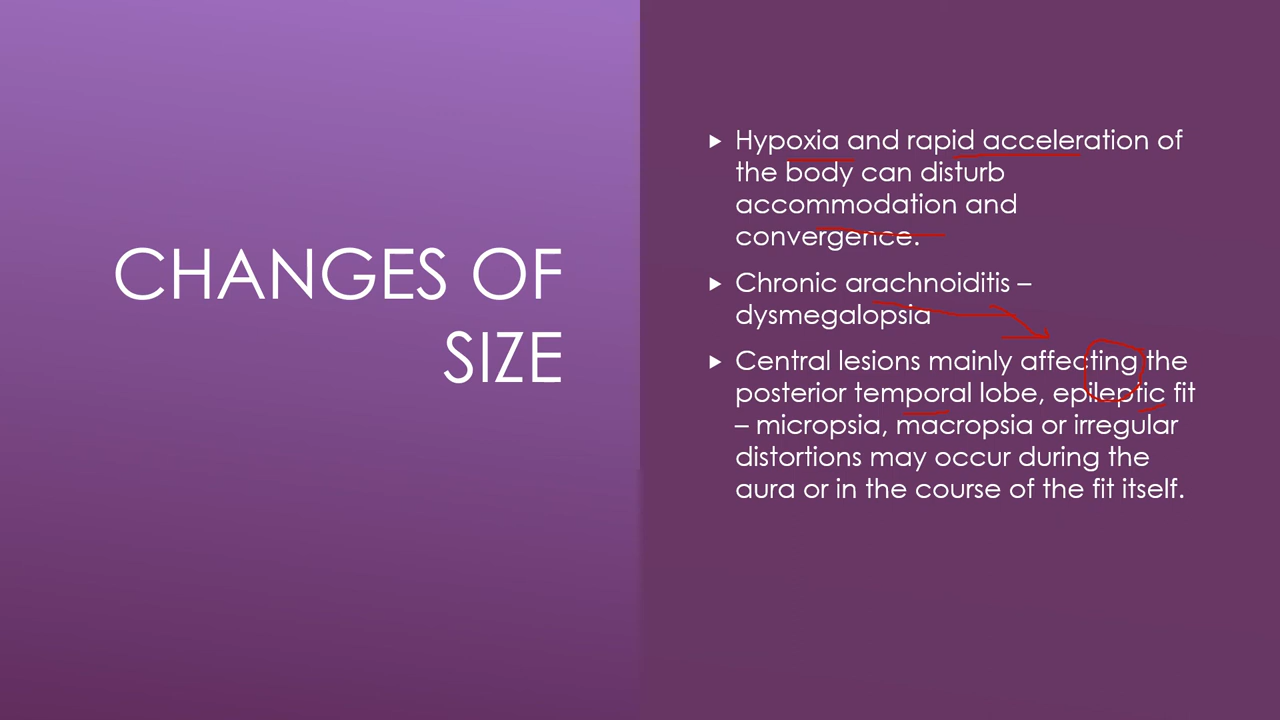 CHANGES OF
SIZE
Hypoxia and rapid acceleration of
the body can disturb
accommodation and
convergence.
Chronic arachnoiditis –
dysmegalopsia
Central lesions mainly affecting the
posterior temporal lobe, epileptic fit
– micropsia, macropsia or irregular
distortions may occur during the
aura or in the course of the fit itself.